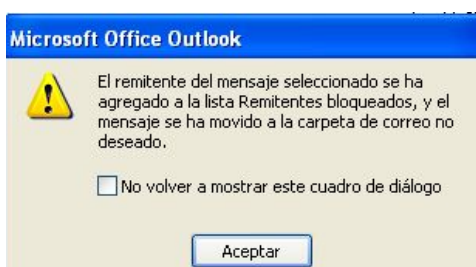 Microsoft Office Outlook
El remitente del mensaje seleccionado se ha
agregado a la lista Remitentes bloqueados, y el
mensaje se ha movido a la carpeta de correo no
deseado.
No volver a mostrar este cuadro de diálogo
Aceptar